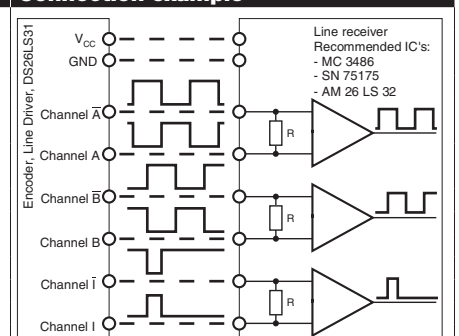 Connection example
Encoder, Line Driver, DS26LS31
V_CC
GND
Channel A̅
Channel A
Channel B̅
Channel B
Channel I̅
Channel I
Line receiver
Recommended IC's:
- MC 3486
- SN 75175
- AM 26 LS 32
R
R
R